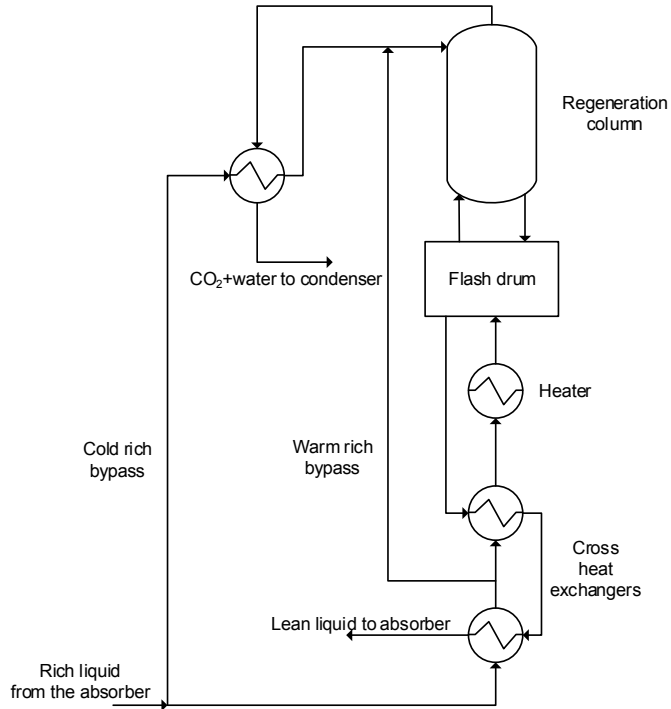 Regeneration
column
CO₂+water to condenser
Flash drum
Heater
Cold rich
bypass
Warm rich
bypass
Cross
heat
exchangers
Lean liquid to absorber
Rich liquid
from the absorber